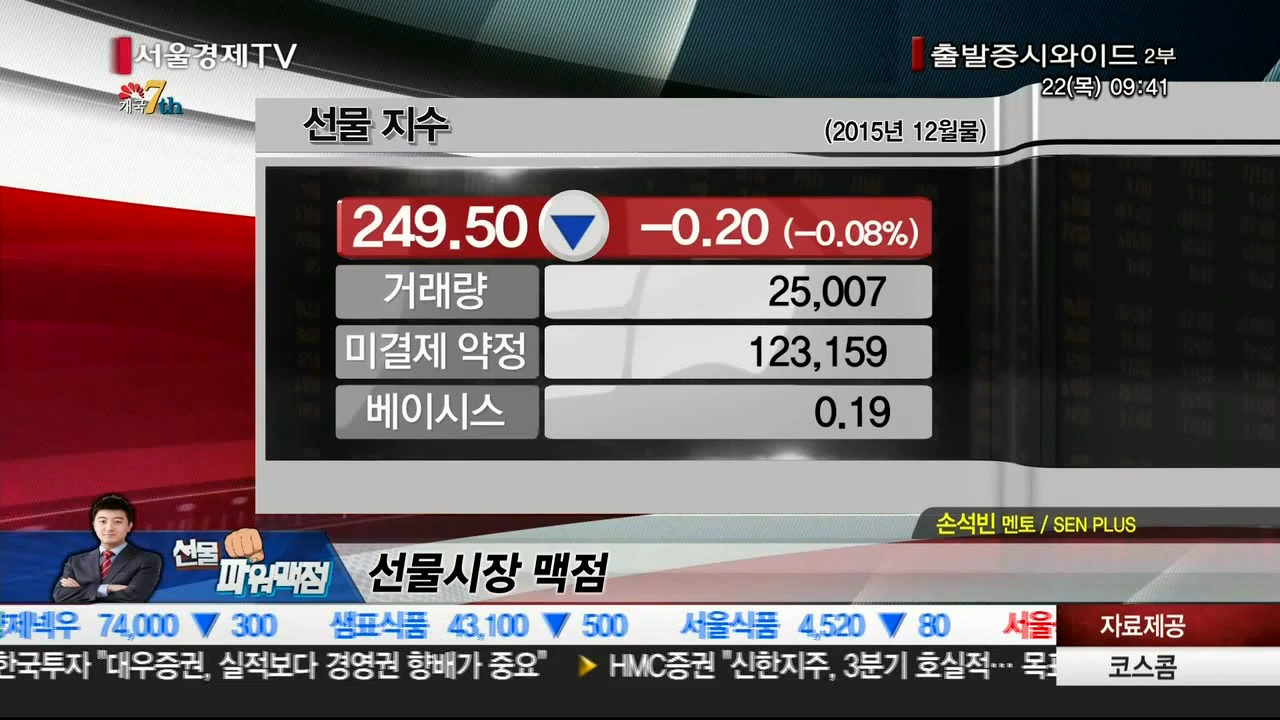 서울경제TV
개국 7th
출발증시와이드 2부
22(목) 09:41
선물 지수
(2015년 12월물)
249.50 ▼ -0.20 (-0.08%)
거래량 25,007
미결제 약정 123,159
베이시스 0.19
손석빈 멘토 / SEN PLUS
선물
파워맥점
선물시장 맥점
74,000 ▼ 300 샘표식품 43,100 ▼ 500 서울식품 4,520 ▼ 80 서울
자료제공
한국투자 "대우증권, 실적보다 경영권 향배가 중요" ▶ HMC증권 "신한지주, 3분기 호실적… 목표
코스콤